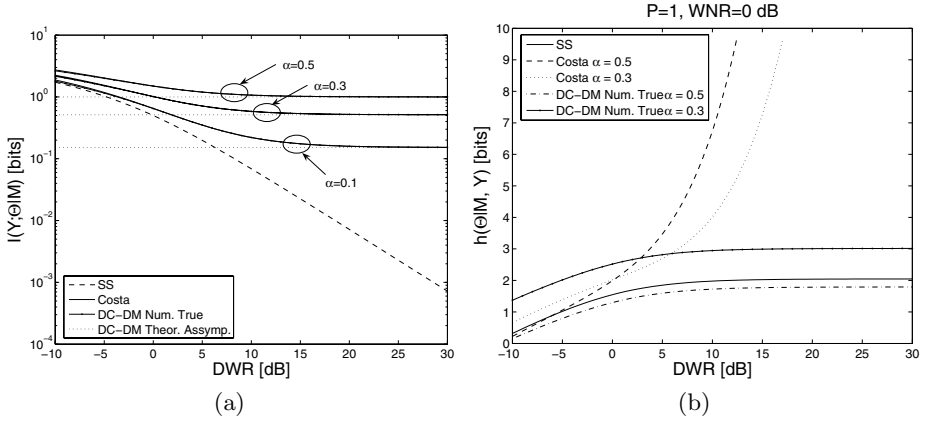 10¹
10⁰
10⁻¹
10⁻²
10⁻³
10⁻⁴
I(Y;Θ|M) [bits]
α=0.5
α=0.3
α=0.1
SS
Costa
DC−DM Num. True
DC−DM Theor. Assymp.
−10 −5 0 5 10 15 20 25 30
DWR [dB]
(a)
P=1, WNR=0 dB
10
9
8
7
6
5
4
3
2
1
0
h(Θ|M, Y) [bits]
SS
Costa α = 0.5
Costa α = 0.3
DC−DM Num. Trueα = 0.5
DC−DM Num. Trueα = 0.3
−10 −5 0 5 10 15 20 25 30
DWR [dB]
(b)